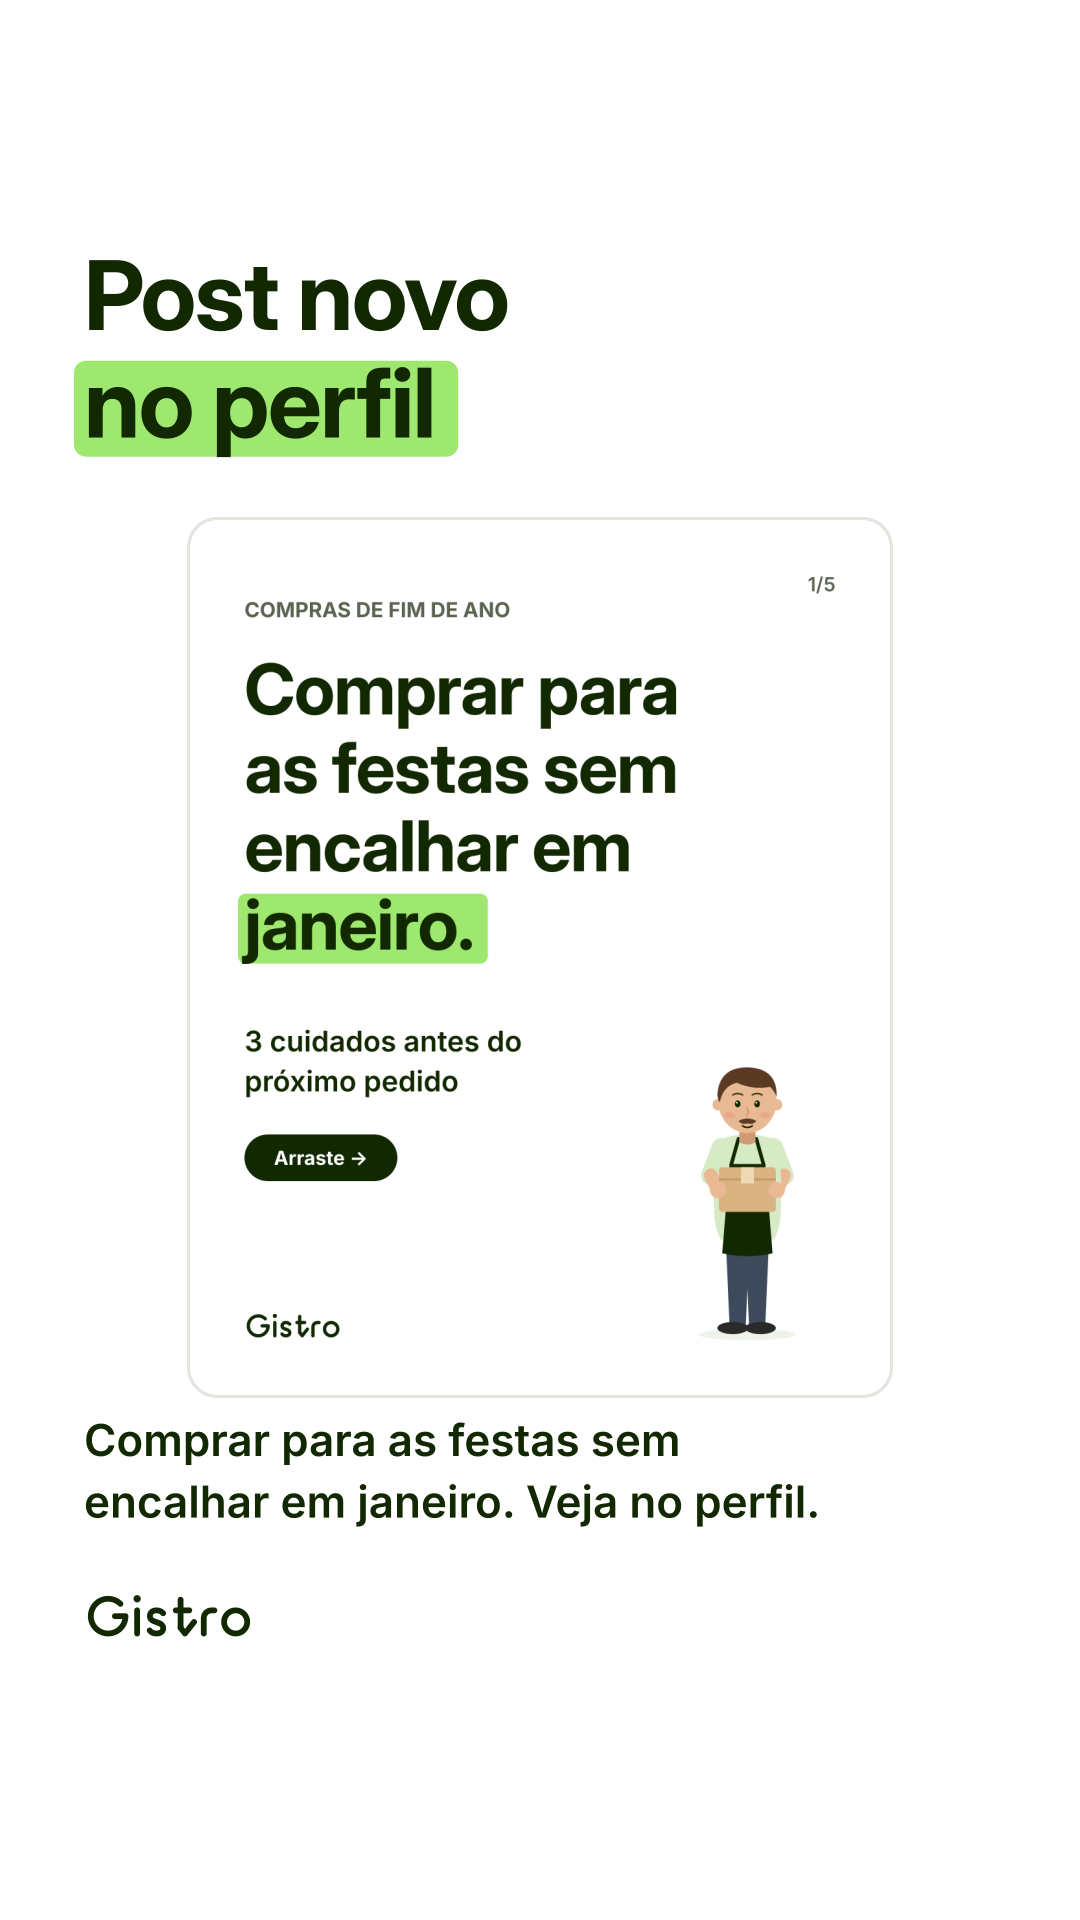 Post novo
no perfil
1/5
COMPRAS DE FIM DE ANO
Comprar para
as festas sem
encalhar em
janeiro.
3 cuidados antes do
próximo pedido
Arraste →
Gistro
Comprar para as festas sem
encalhar em janeiro. Veja no perfil.
Gistro